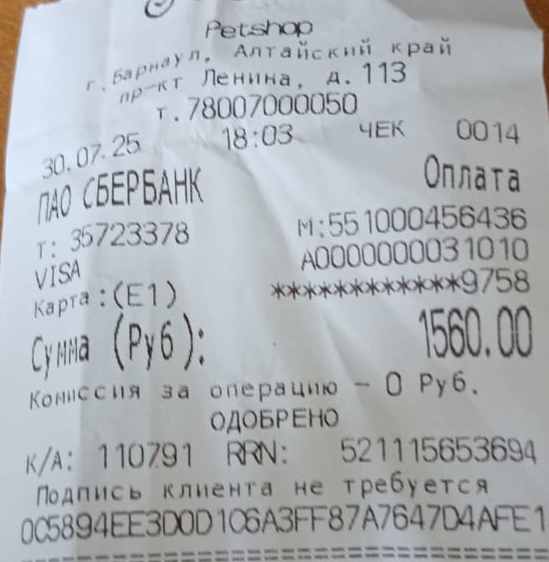 Petshop
г. Барнаул, Алтайский край
пр-кт Ленина, д. 113
т. 78007000050
30.07.25 18:03 ЧЕК 0014
ПАО СБЕРБАНК Оплата
Т: 35723378 М:551000456436
VISA A0000000031010
Карта:(E1) ************9758
Сумма (Руб): 1560.00
Комиссия за операцию - 0 Руб.
ОДОБРЕНО
К/А: 110791 RRN: 521115653694
Подпись клиента не требуется
0C5894EE3D0D1C6A3FF87A7647D4AFE1
================================